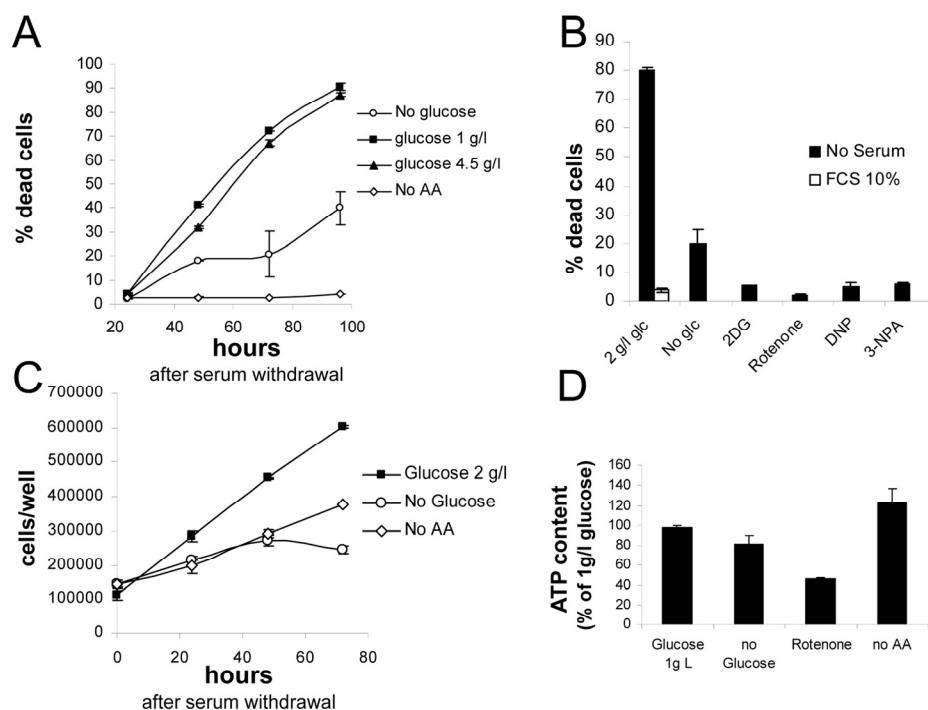 A
% dead cells
100
90
80
70
60
50
40
30
20
10
0
20
40
60
80
100
hours
after serum withdrawal
No glucose
glucose 1 g/l
glucose 4.5 g/l
No AA
B
% dead cells
90
80
70
60
50
40
30
20
10
0
No Serum
FCS 10%
2 g/l glc
No glc
2DG
Rotenone
DNP
3-NPA
C
cells/well
700000
600000
500000
400000
300000
200000
100000
0
0
20
40
60
80
hours
after serum withdrawal
Glucose 2 g/l
No Glucose
No AA
D
ATP content
(% of 1g/l glucose)
160
140
120
100
80
60
40
20
0
Glucose
1g L
no
Glucose
Rotenone
no AA